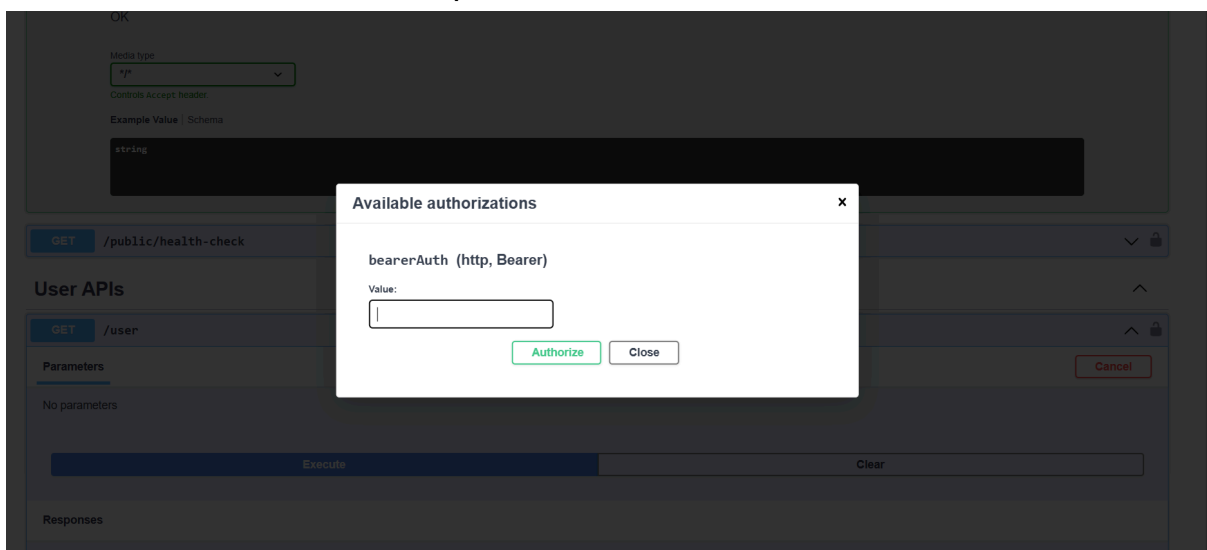 OK
Media type
*/*
Controls Accept header.
Example Value | Schema
string
Available authorizations x
GET /public/health-check
bearerAuth (http, Bearer)
User APIs
Value:
GET /user
Authorize Close
Parameters Cancel
No parameters
Execute Clear
Responses